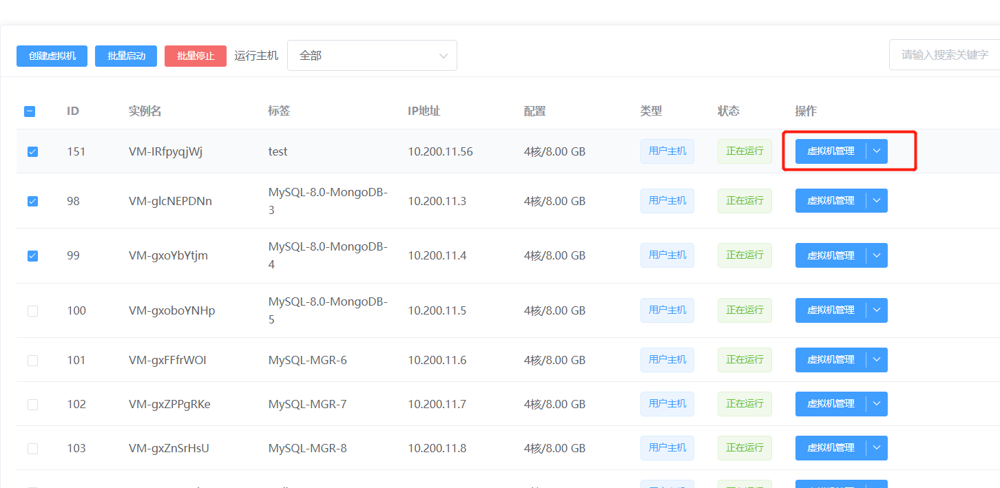 创建虚拟机 批量启动 批量停止 运行主机 全部 请输入搜索关键字
ID 实例名 标签 IP地址 配置 类型 状态 操作
151 VM-IRfpyqjWj test 10.200.11.56 4核/8.00 GB 用户主机 正在运行 虚拟机管理
98 VM-glcNEPDNn MySQL-8.0-MongoDB-
3 10.200.11.3 4核/8.00 GB 用户主机 正在运行 虚拟机管理
99 VM-gxoYbYtjm MySQL-8.0-MongoDB-
4 10.200.11.4 4核/8.00 GB 用户主机 正在运行 虚拟机管理
100 VM-gxoboYNHp MySQL-8.0-MongoDB-
5 10.200.11.5 4核/8.00 GB 用户主机 正在运行 虚拟机管理
101 VM-gxFFfrWOI MySQL-MGR-6 10.200.11.6 4核/8.00 GB 用户主机 正在运行 虚拟机管理
102 VM-gxZPPgRKe MySQL-MGR-7 10.200.11.7 4核/8.00 GB 用户主机 正在运行 虚拟机管理
103 VM-gxZnSrHsU MySQL-MGR-8 10.200.11.8 4核/8.00 GB 用户主机 正在运行 虚拟机管理